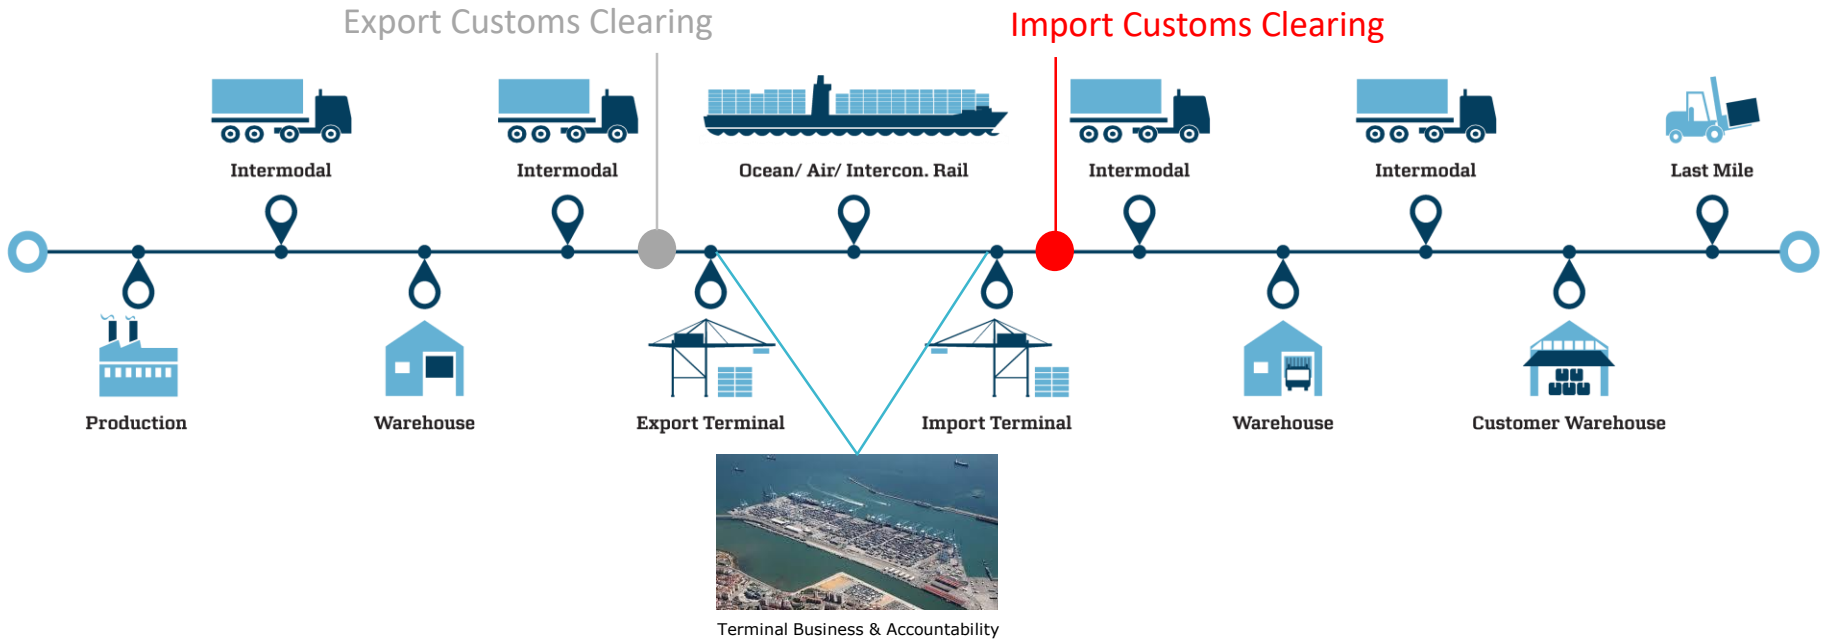 Export Customs Clearing
Import Customs Clearing
Intermodal
Intermodal
Ocean/ Air/ Intercon. Rail
Intermodal
Intermodal
Last Mile
Production
Warehouse
Export Terminal
Import Terminal
Warehouse
Customer Warehouse
Terminal Business & Accountability